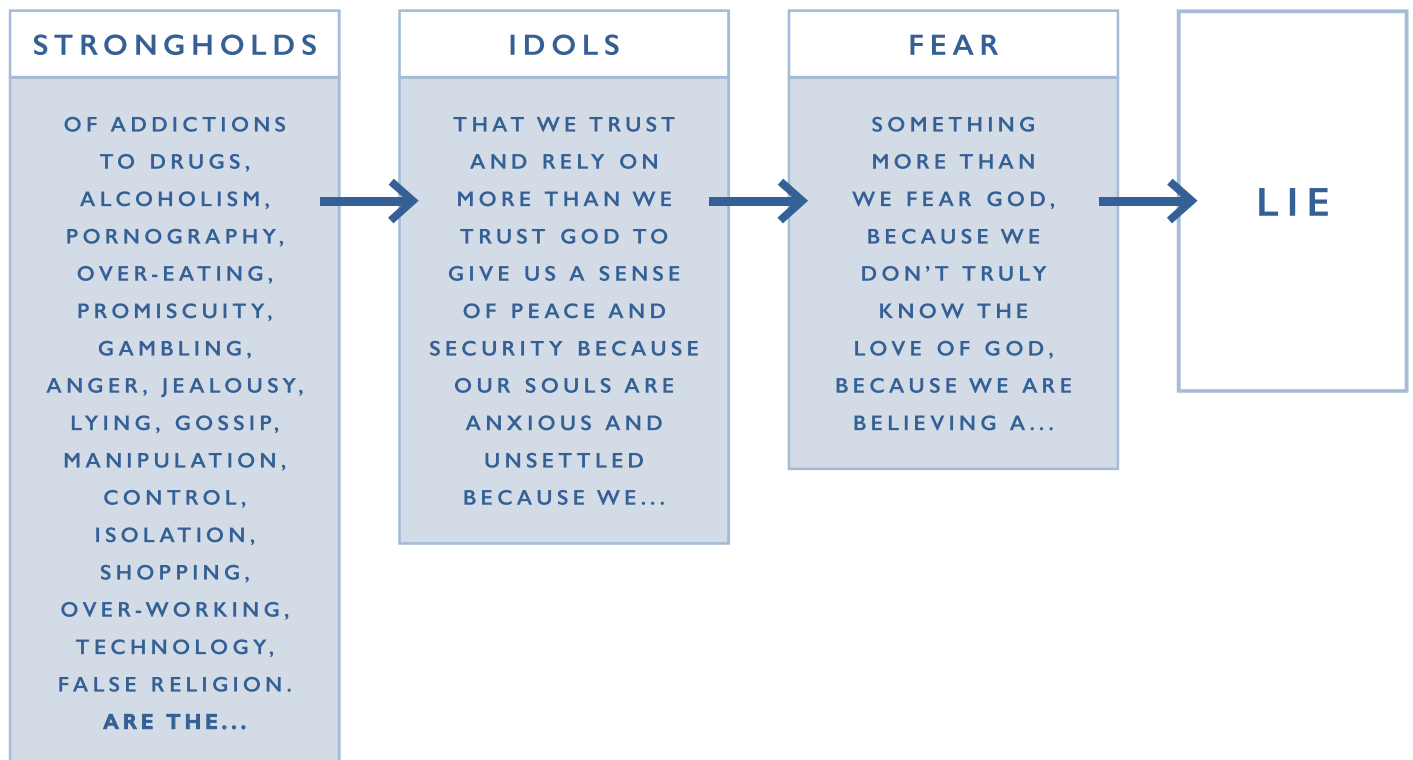 STRONGHOLDS
OF ADDICTIONS
TO DRUGS,
ALCOHOLISM,
PORNOGRAPHY,
OVER-EATING,
PROMISCUITY,
GAMBLING,
ANGER, JEALOUSY,
LYING, GOSSIP,
MANIPULATION,
CONTROL,
ISOLATION,
SHOPPING,
OVER-WORKING,
TECHNOLOGY,
FALSE RELIGION.
ARE THE...
IDOLS
THAT WE TRUST
AND RELY ON
MORE THAN WE
TRUST GOD TO
GIVE US A SENSE
OF PEACE AND
SECURITY BECAUSE
OUR SOULS ARE
ANXIOUS AND
UNSETTLED
BECAUSE WE...
FEAR
SOMETHING
MORE THAN
WE FEAR GOD,
BECAUSE WE
DON’T TRULY
KNOW THE
LOVE OF GOD,
BECAUSE WE ARE
BELIEVING A...
LIE